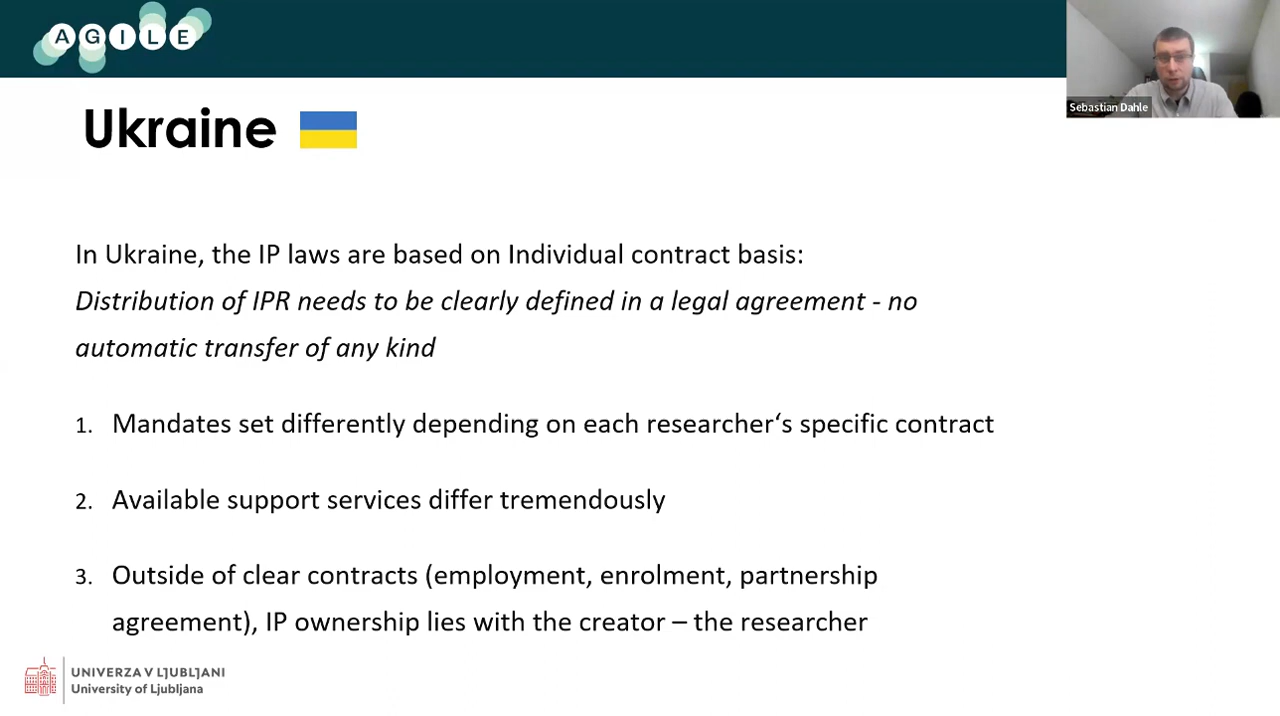 AGILE
Sebastian Dahle
Ukraine
In Ukraine, the IP laws are based on Individual contract basis:
Distribution of IPR needs to be clearly defined in a legal agreement - no
automatic transfer of any kind
1. Mandates set differently depending on each researcher‘s specific contract
2. Available support services differ tremendously
3. Outside of clear contracts (employment, enrolment, partnership
agreement), IP ownership lies with the creator – the researcher
UNIVERZA V LJUBLJANI
University of Ljubljana